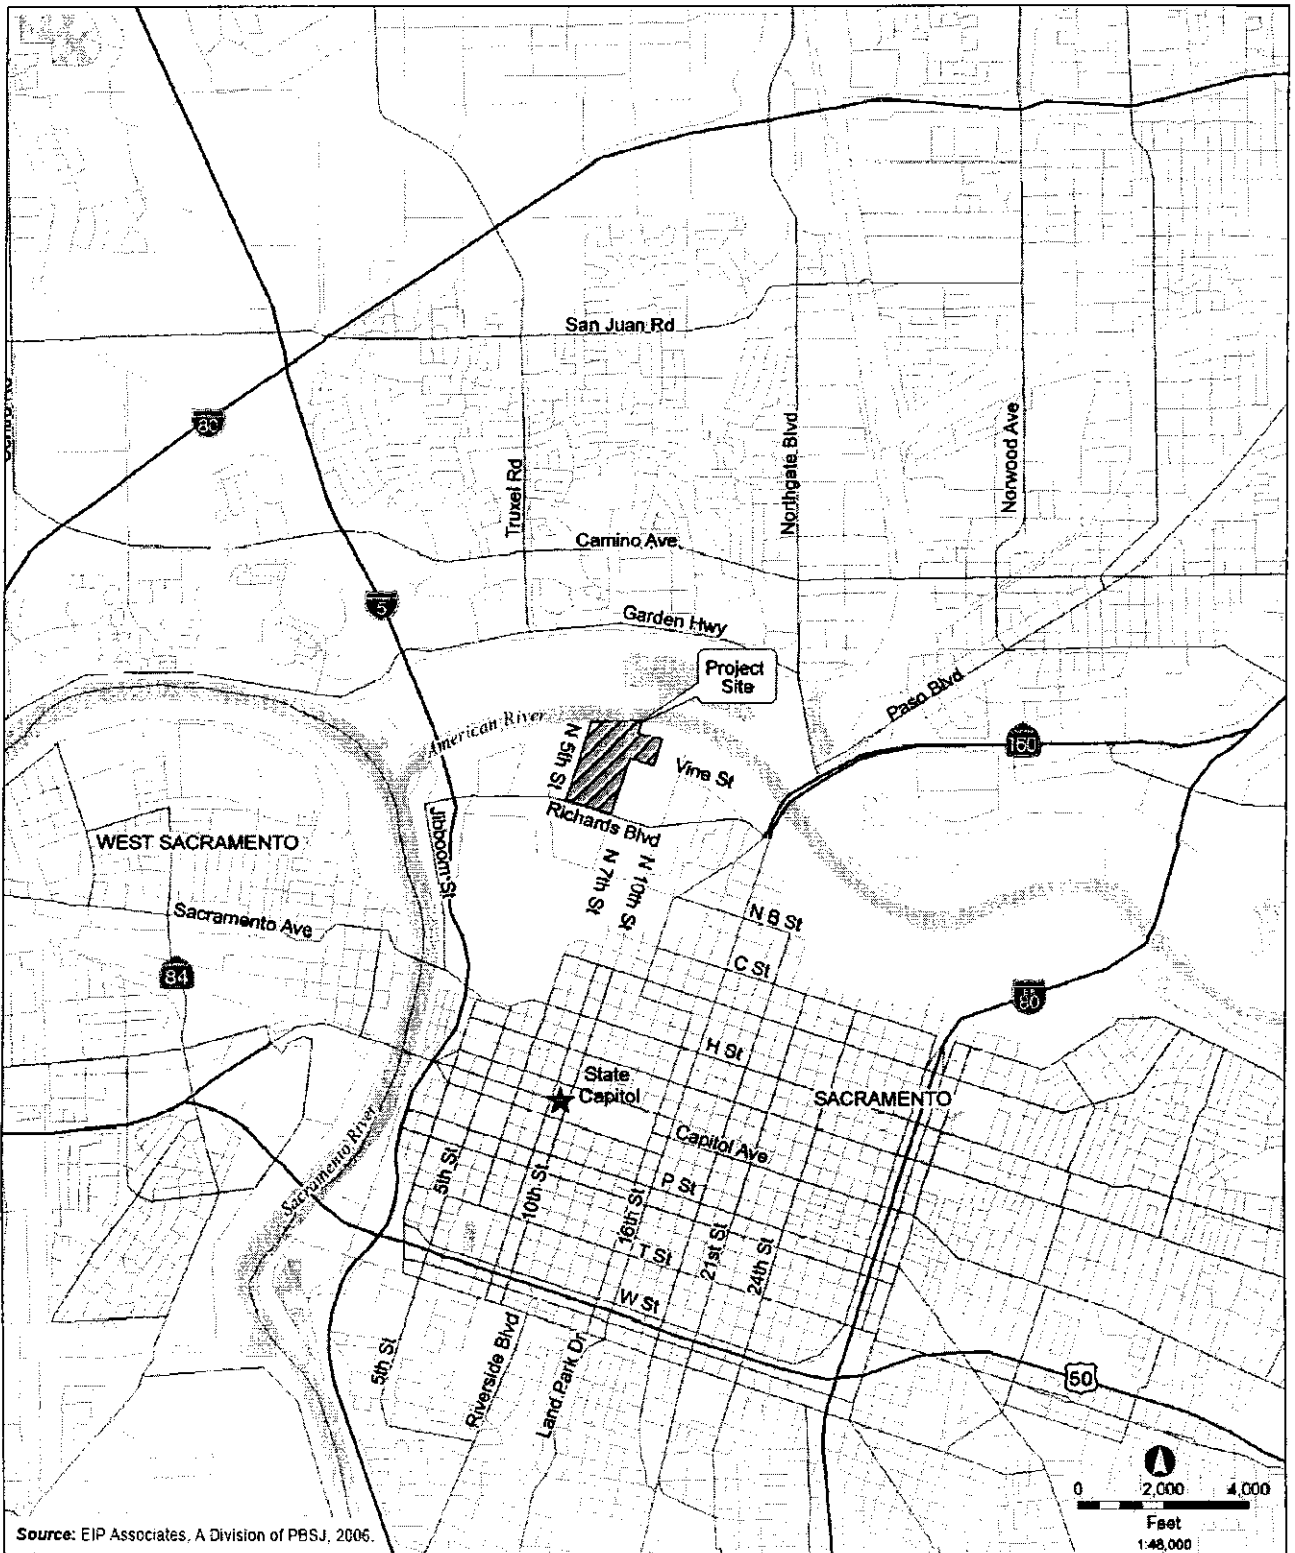 San Juan Rd
80
Truxel Rd
Northgate Blvd
Norwood Ave
Camino Ave
5
Garden Hwy
Project
Site
American River
N 5th St
Vine St
Paso Blvd
160
Richards Blvd
Jibboom St
WEST SACRAMENTO
N 7th St
N 10th St
Sacramento Ave
N B St
C St
84
80
H St
State
Capitol
SACRAMENTO
Capitol Ave
Sacramento River
5th St
10th St
P St
16th St
T St
21st St
24th St
W St
5th St
Riverside Blvd
Land Park Dr
50
0 2,000 4,000
Feet
1:48,000
Source: EIP Associates, A Division of PBSJ, 2006.